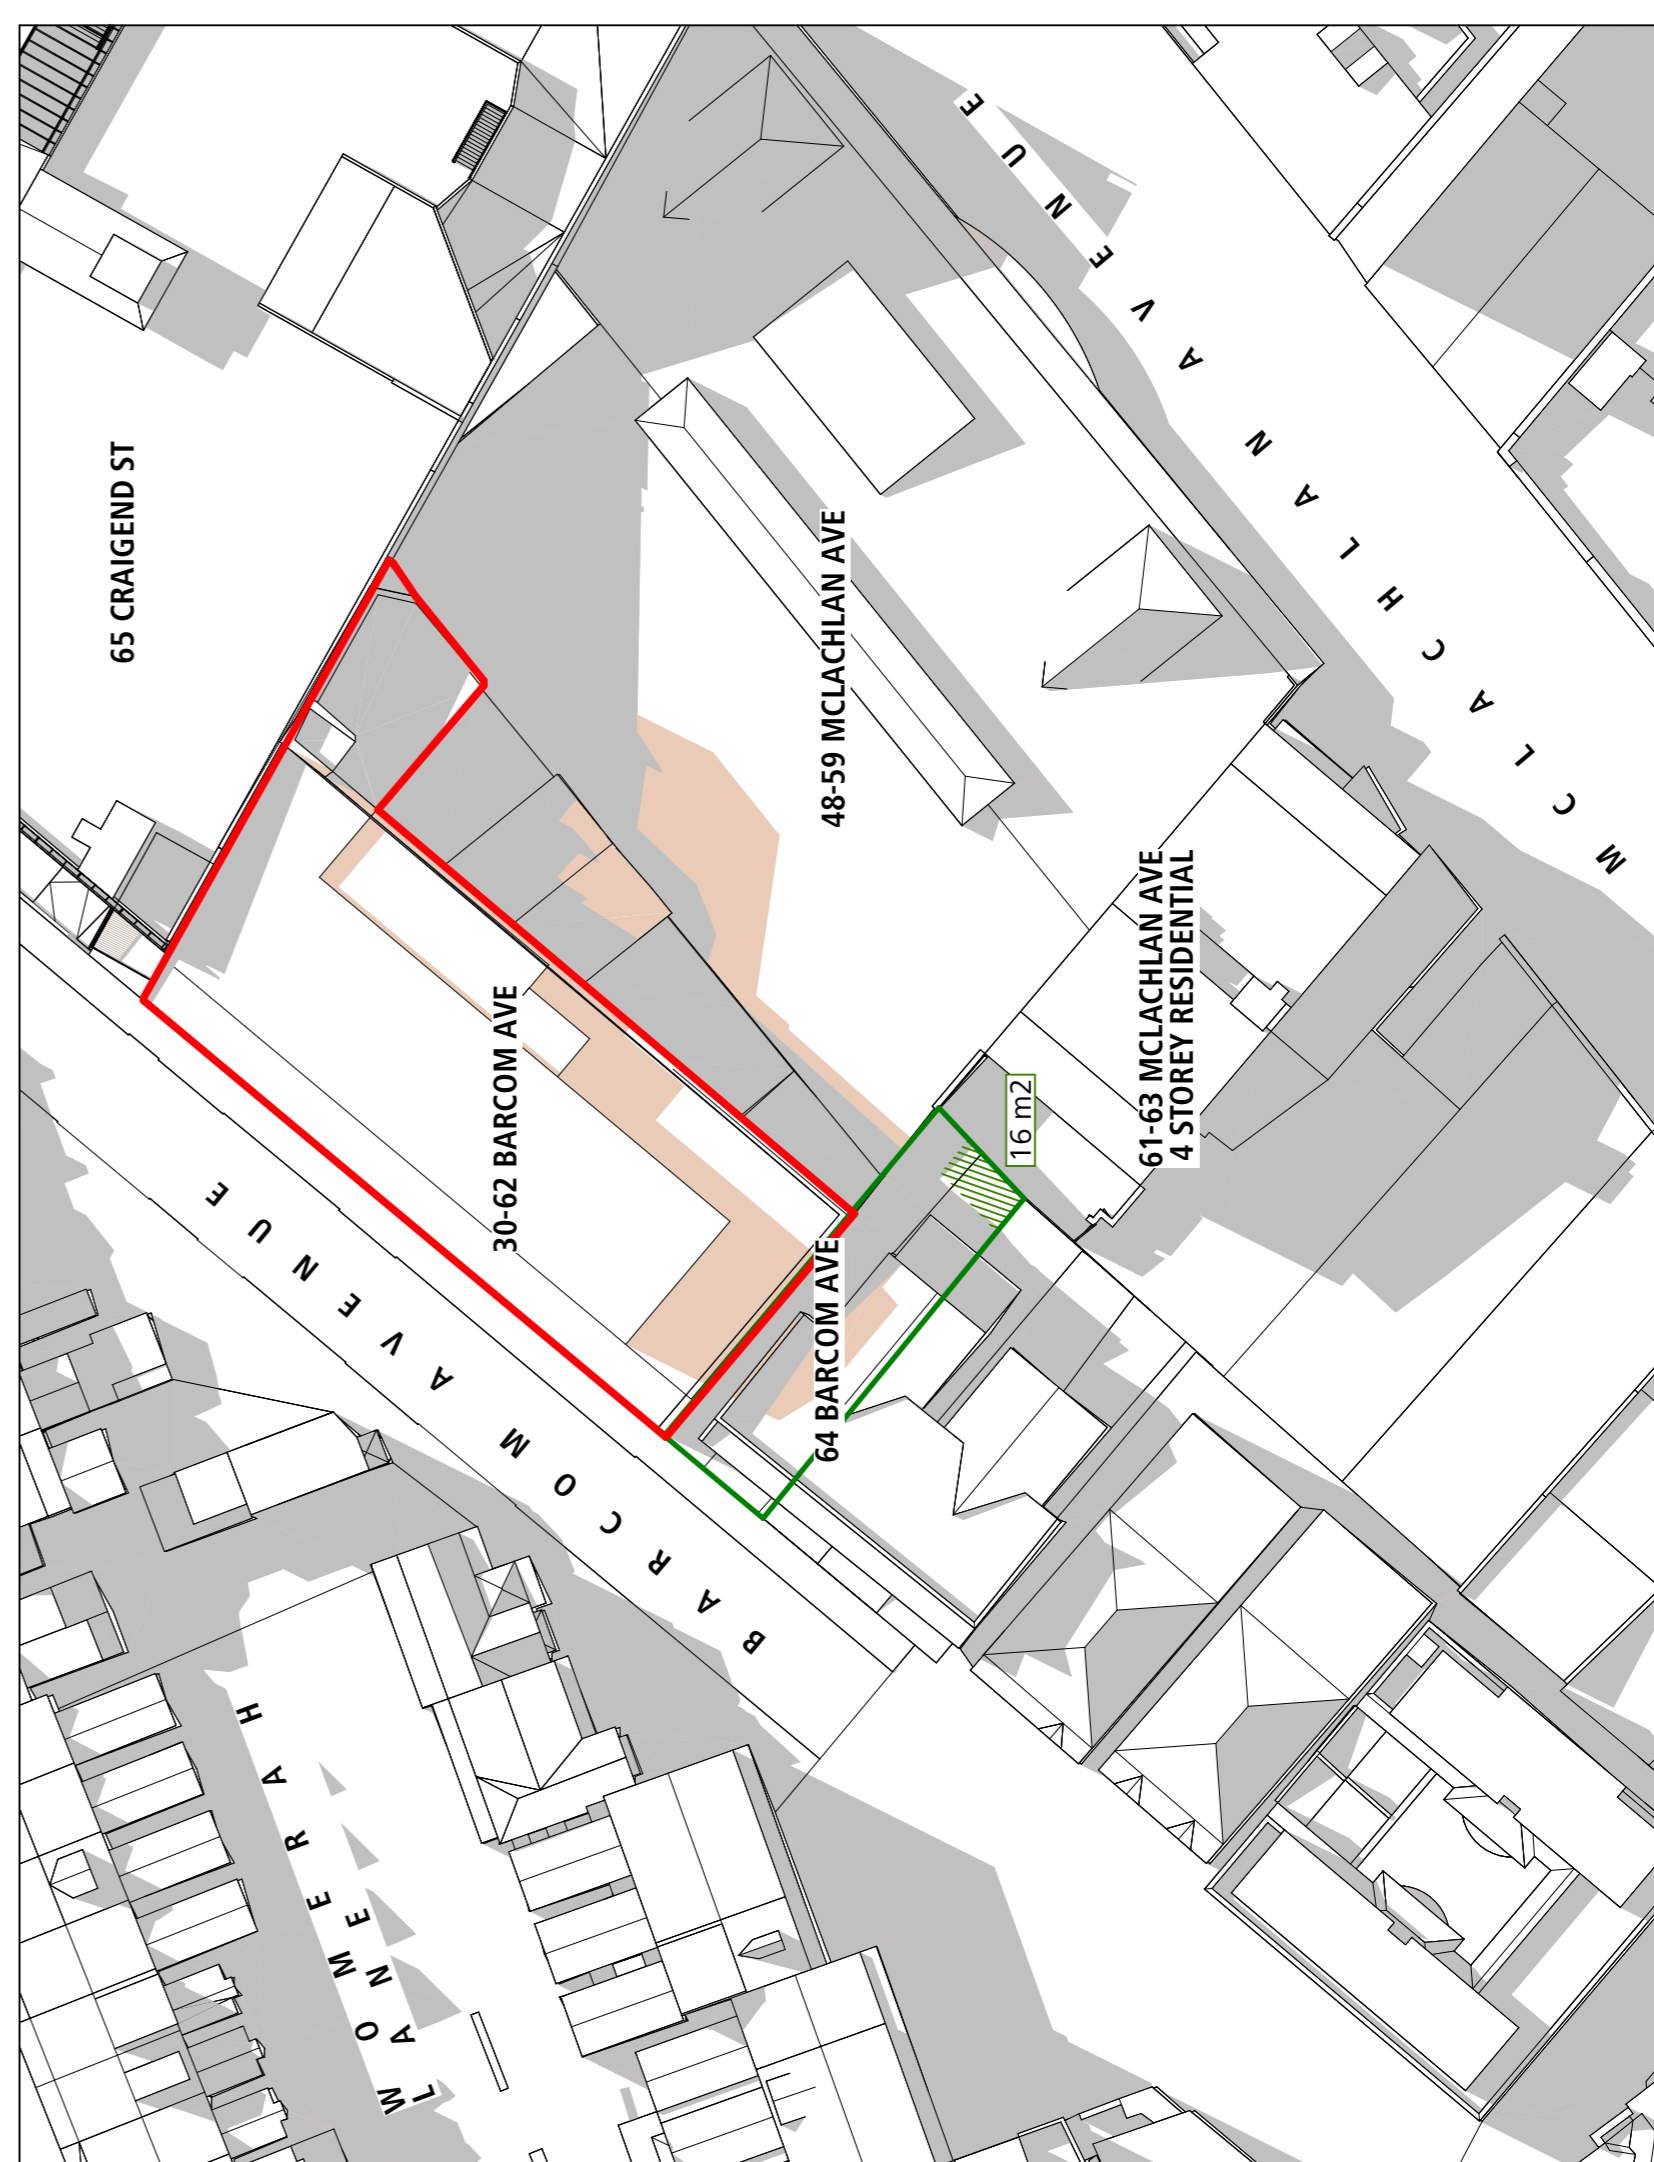 65 CRAIGEND ST
48-59 MCLACHLAN AVE
30-62 BARCOM AVE
64 BARCOM AVE
16 m2
61-63 MCLACHLAN AVE
4 STOREY RESIDENTIAL
MCLACHLAN AVENUE
BARCOM AVENUE
WOOMERAH
LANE